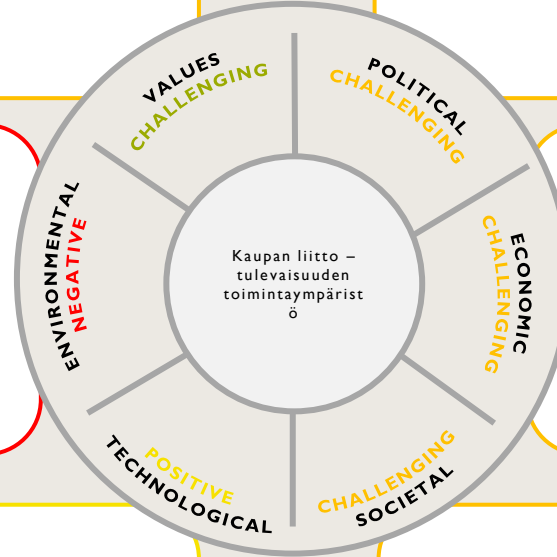 VALUES
CHALLENGING
POLITICAL
CHALLENGING
ECONOMIC
CHALLENGING
CHALLENGING
SOCIETAL
POSITIVE
TECHNOLOGICAL
ENVIRONMENTAL
NEGATIVE
Kaupan liitto –
tulevaisuuden
toimintaympärist
ö